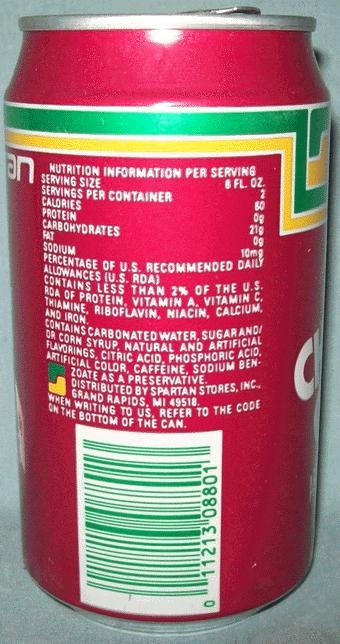 an
NUTRITION INFORMATION PER SERVING
SERVING SIZE 6 FL. OZ.
SERVINGS PER CONTAINER 2
CALORIES 80
PROTEIN 0g
CARBOHYDRATES 21g
FAT 0g
SODIUM 10mg
PERCENTAGE OF U.S. RECOMMENDED DAILY
ALLOWANCES (U.S. RDA)
CONTAINS LESS THAN 2% OF THE U.S.
RDA OF PROTEIN, VITAMIN A, VITAMIN C,
THIAMINE, RIBOFLAVIN, NIACIN, CALCIUM,
AND IRON.
CONTAINS CARBONATED WATER, SUGAR AND/
OR CORN SYRUP, NATURAL AND ARTIFICIAL
FLAVORINGS, CITRIC ACID, PHOSPHORIC ACID,
ARTIFICIAL COLOR, CAFFEINE, SODIUM BEN-
ZOATE AS A PRESERVATIVE.
DISTRIBUTED BY SPARTAN STORES, INC.,
GRAND RAPIDS, MI 49518.
WHEN WRITING TO US, REFER TO THE CODE
ON THE BOTTOM OF THE CAN.
0 11213 08801